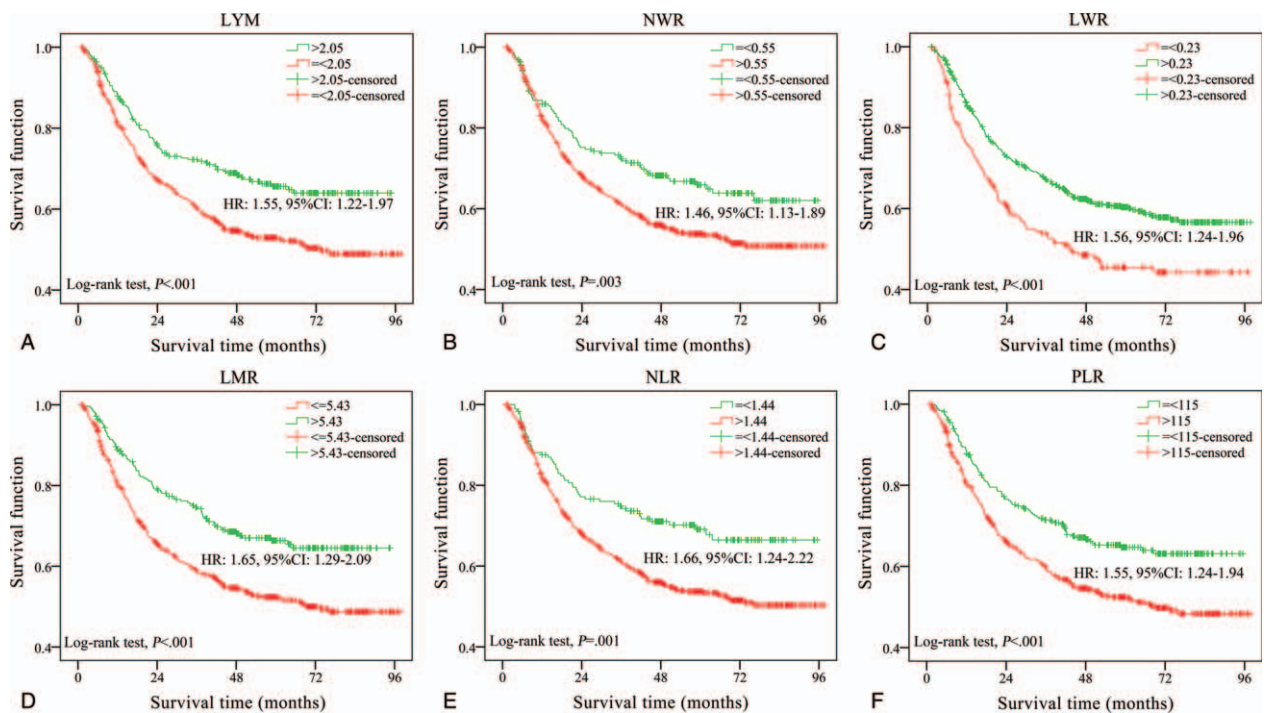 LYM
Survival function
1.0
0.8
0.6
0.4
>2.05
=<2.05
>2.05-censored
=<2.05-censored
HR: 1.55, 95%CI: 1.22-1.97
Log-rank test, P<.001
0 24 48 72 96
Survival time (months)
A
NWR
Survival function
1.0
0.8
0.6
0.4
=<0.55
>0.55
=<0.55-censored
>0.55-censored
HR: 1.46, 95%CI: 1.13-1.89
Log-rank test, P=.003
0 24 48 72 96
Survival time (months)
B
LWR
Survival function
1.0
0.8
0.6
0.4
=<0.23
>0.23
=<0.23-censored
>0.23-censored
HR: 1.56, 95%CI: 1.24-1.96
Log-rank test, P<.001
0 24 48 72 96
Survival time (months)
C
LMR
Survival function
1.0
0.8
0.6
0.4
<=5.43
>5.43
<=5.43-censored
>5.43-censored
HR: 1.65, 95%CI: 1.29-2.09
Log-rank test, P<.001
0 24 48 72 96
Survival time (months)
D
NLR
Survival function
1.0
0.8
0.6
0.4
=<1.44
>1.44
=<1.44-censored
>1.44-censored
HR: 1.66, 95%CI: 1.24-2.22
Log-rank test, P=.001
0 24 48 72 96
Survival time (months)
E
PLR
Survival function
1.0
0.8
0.6
0.4
=<115
>115
=<115-censored
>115-censored
HR: 1.55, 95%CI: 1.24-1.94
Log-rank test, P<.001
0 24 48 72 96
Survival time (months)
F